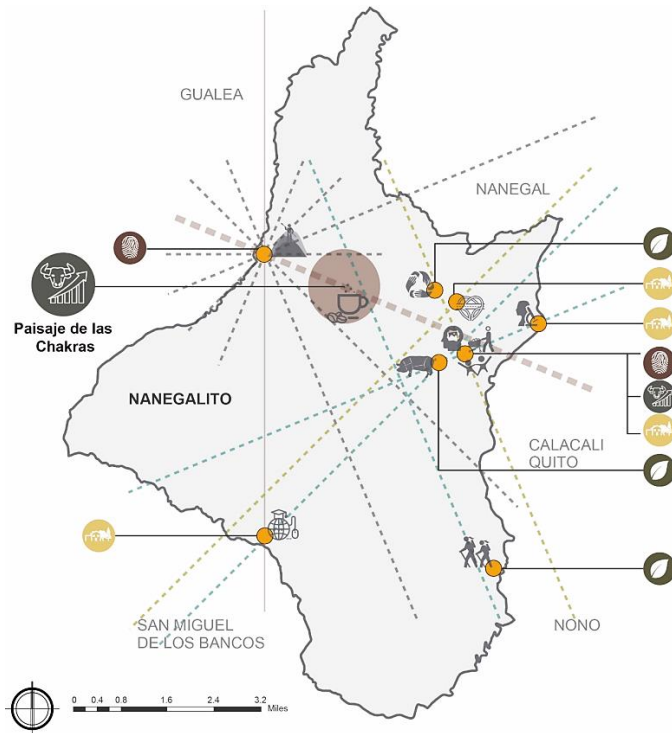 GUALEA
NANEGAL
Paisaje de las
Chakras
NANEGALITO
CALACALI
QUITO
SAN MIGUEL
DE LOS BANCOS
NONO
0 0.4 0.8 1.6 2.4 3.2
Miles